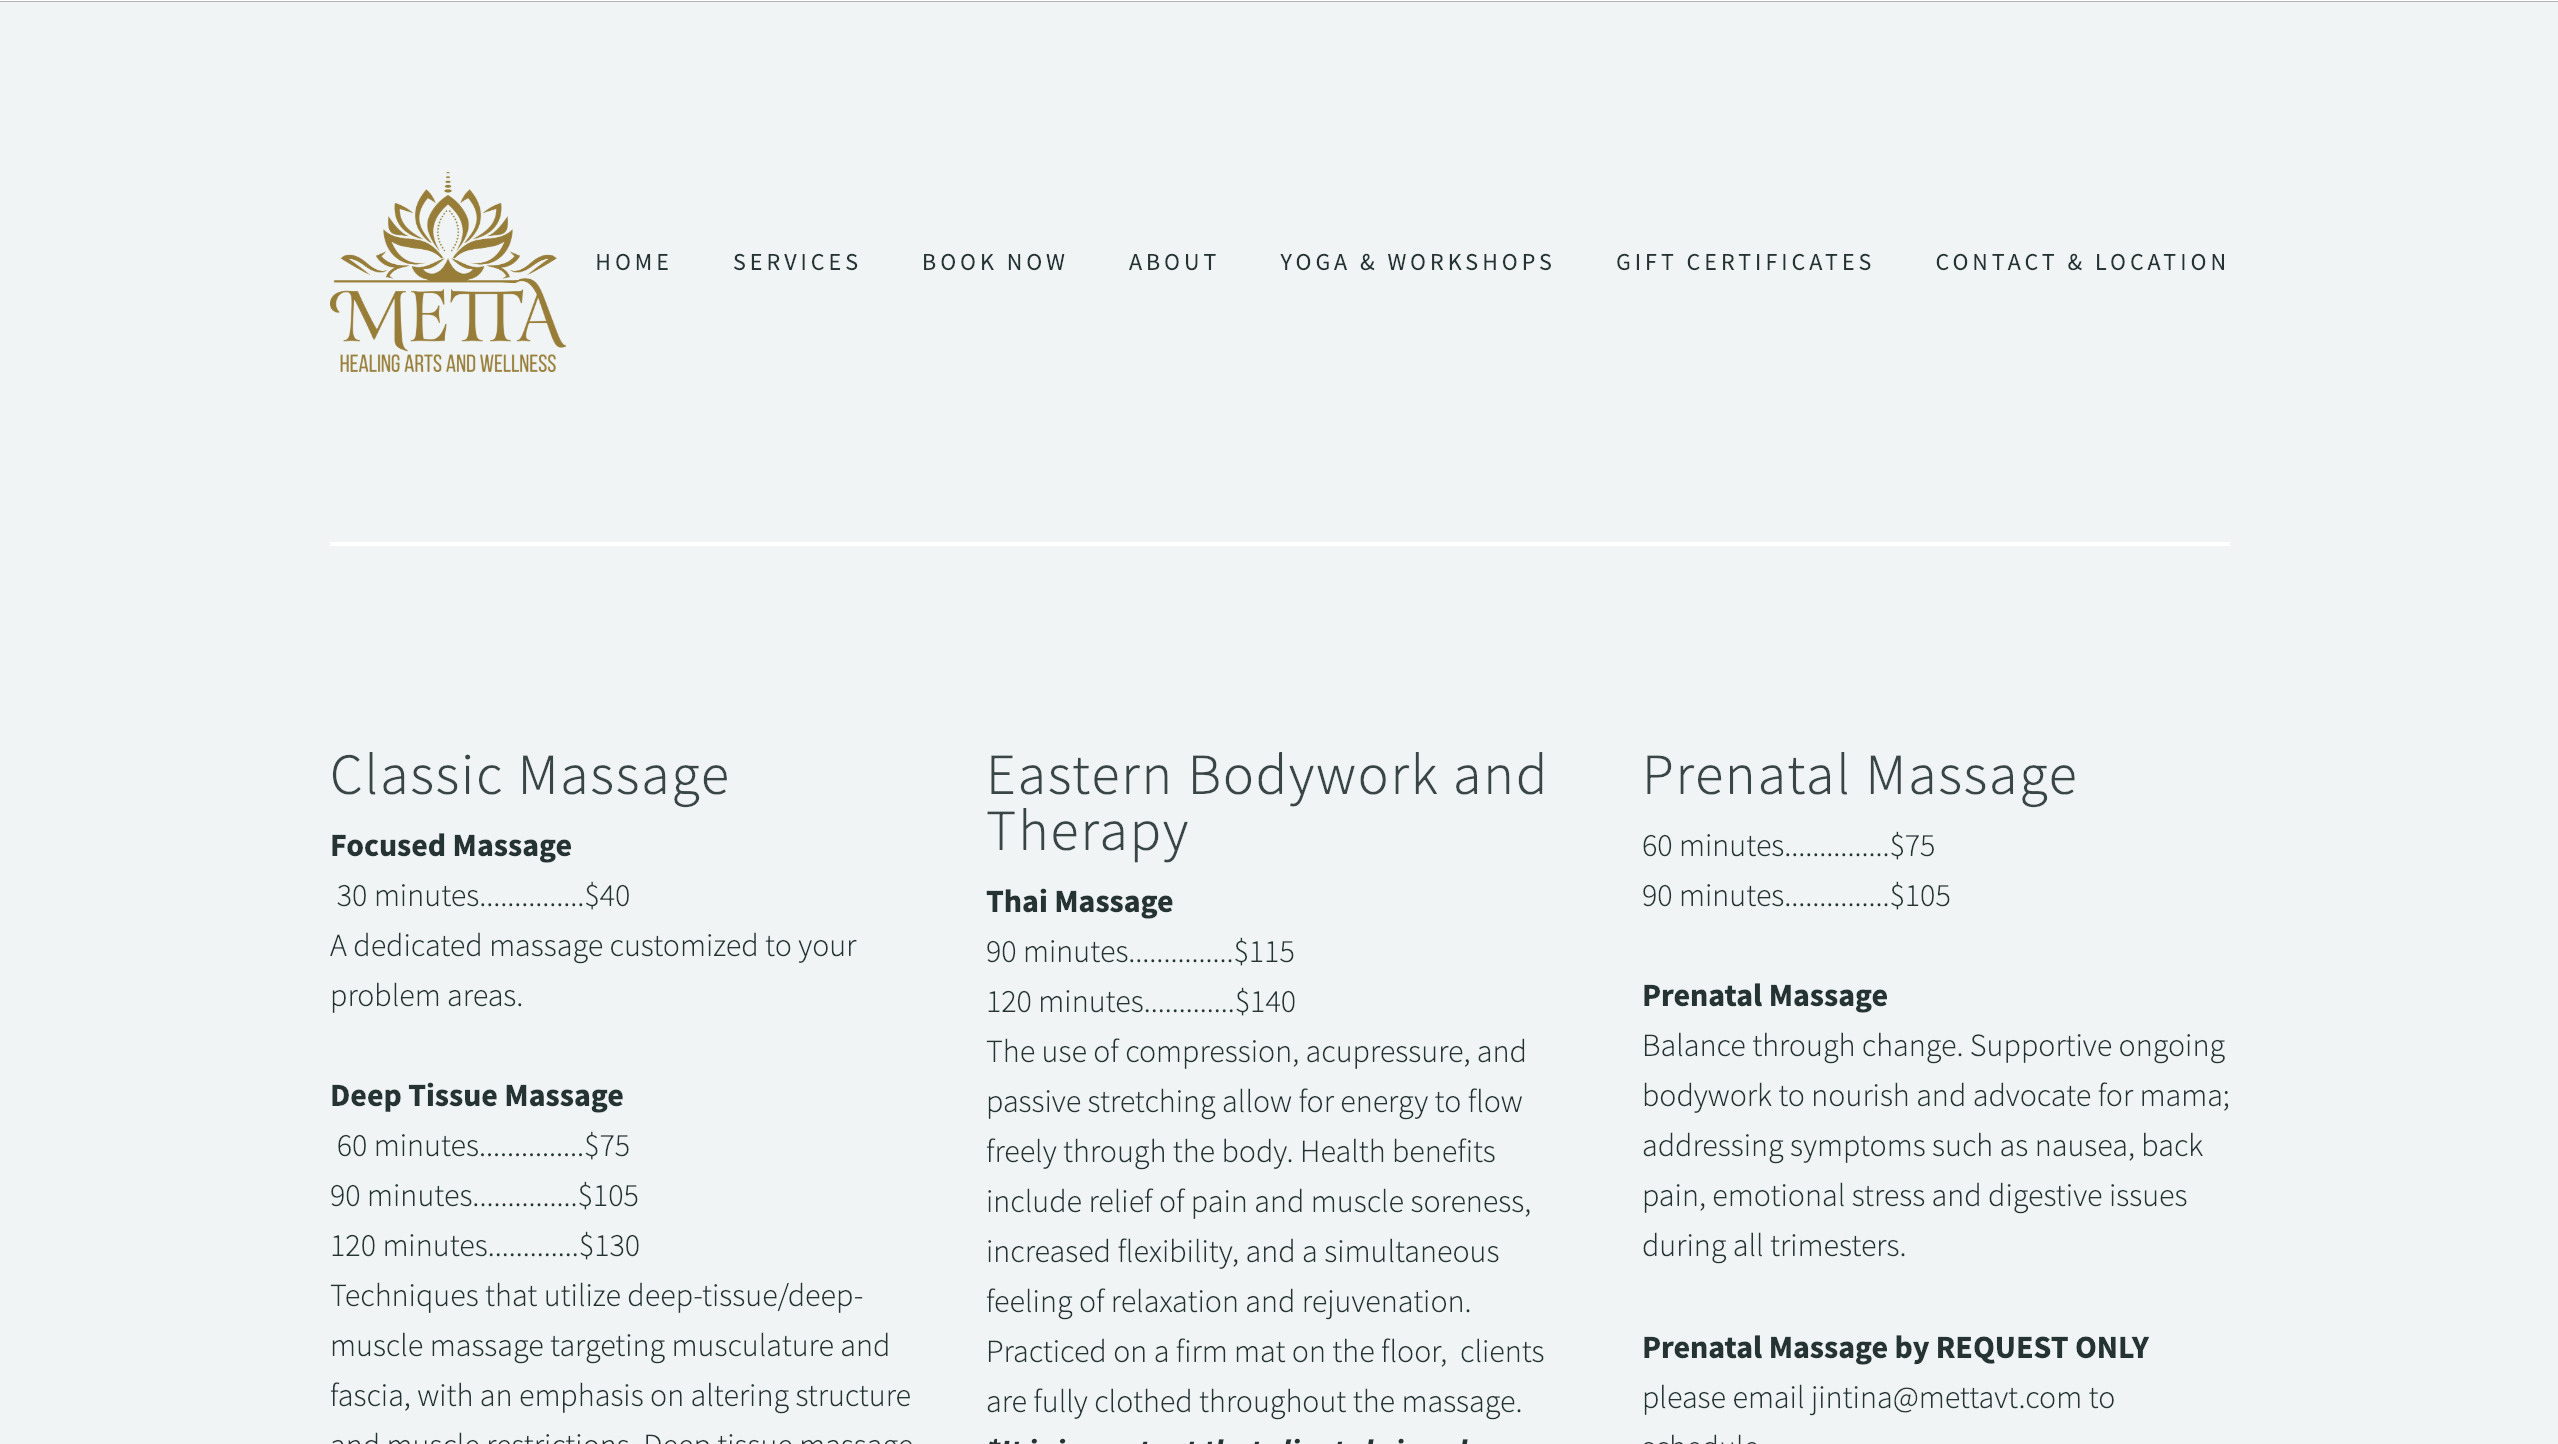 METTA
HEALING ARTS AND WELLNESS
HOME
SERVICES
BOOK NOW
ABOUT
YOGA & WORKSHOPS
GIFT CERTIFICATES
CONTACT & LOCATION
Classic Massage
Focused Massage
30 minutes...............$40
A dedicated massage customized to your
problem areas.
Deep Tissue Massage
60 minutes...............$75
90 minutes...............$105
120 minutes.............$130
Techniques that utilize deep-tissue/deep-
muscle massage targeting musculature and
fascia, with an emphasis on altering structure
and muscle restrictions. Deep tissue massage
Eastern Bodywork and
Therapy
Thai Massage
90 minutes...............$115
120 minutes.............$140
The use of compression, acupressure, and
passive stretching allow for energy to flow
freely through the body. Health benefits
include relief of pain and muscle soreness,
increased flexibility, and a simultaneous
feeling of relaxation and rejuvenation.
Practiced on a firm mat on the floor,  clients
are fully clothed throughout the massage.
Prenatal Massage
60 minutes...............$75
90 minutes...............$105
Prenatal Massage
Balance through change. Supportive ongoing
bodywork to nourish and advocate for mama;
addressing symptoms such as nausea, back
pain, emotional stress and digestive issues
during all trimesters.
Prenatal Massage by REQUEST ONLY
please email jintina@mettavt.com to
schedule